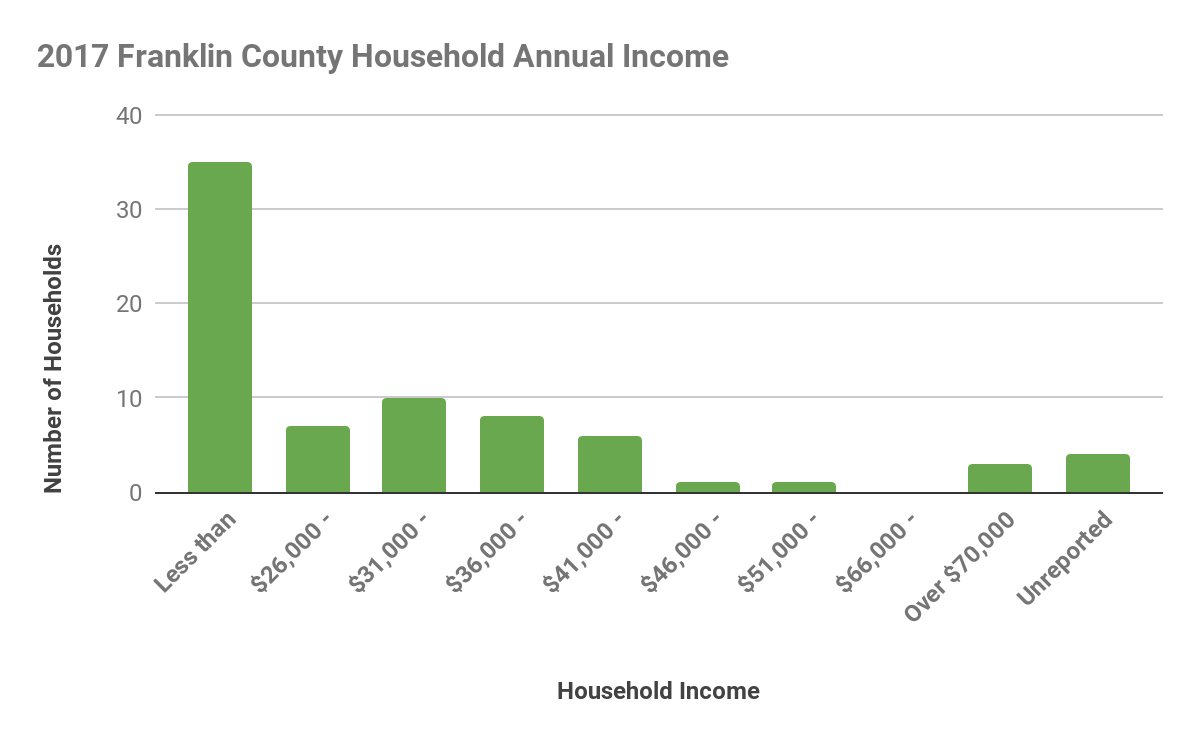 2017 Franklin County Household Annual Income
Number of Households
40
30
20
10
0
Less than
$26,000 -
$31,000 -
$36,000 -
$41,000 -
$46,000 -
$51,000 -
$66,000 -
Over $70,000
Unreported
Household Income